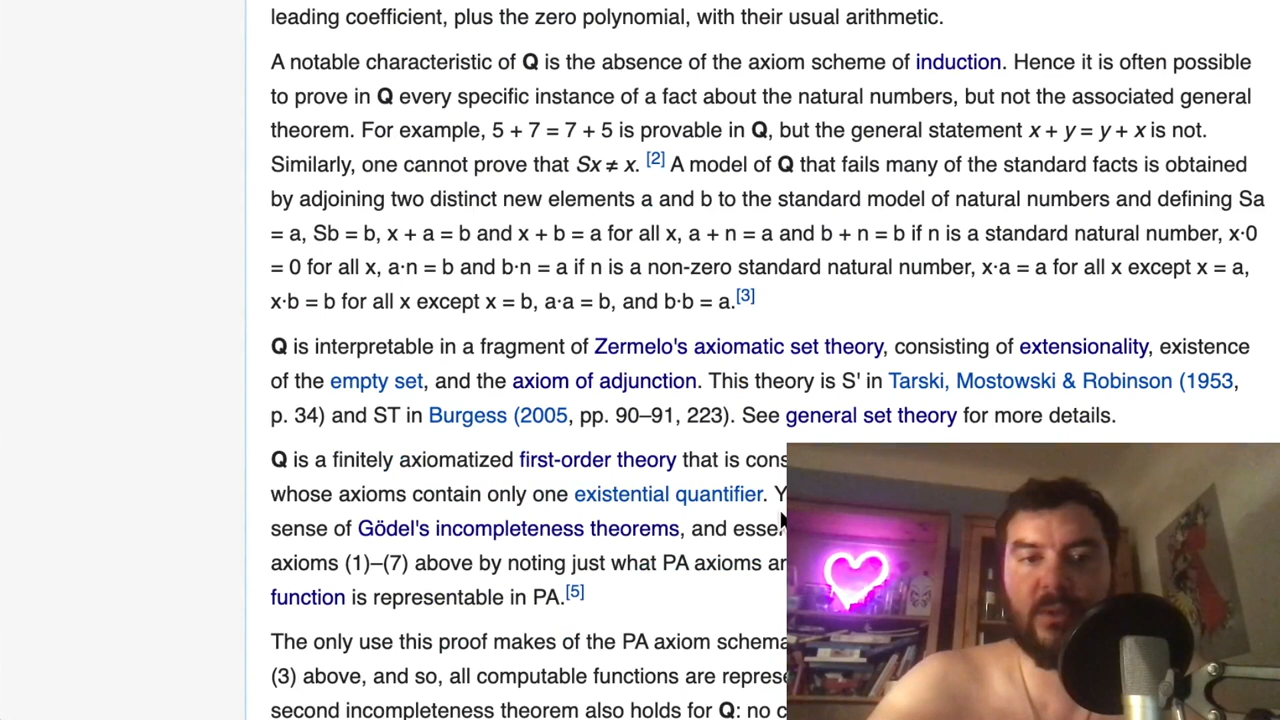 leading coefficient, plus the zero polynomial, with their usual arithmetic.
A notable characteristic of Q is the absence of the axiom scheme of induction. Hence it is often possible
to prove in Q every specific instance of a fact about the natural numbers, but not the associated general
theorem. For example, 5 + 7 = 7 + 5 is provable in Q, but the general statement x + y = y + x is not.
Similarly, one cannot prove that Sx ≠ x. [2] A model of Q that fails many of the standard facts is obtained
by adjoining two distinct new elements a and b to the standard model of natural numbers and defining Sa
= a, Sb = b, x + a = b and x + b = a for all x, a + n = a and b + n = b if n is a standard natural number, x·0
= 0 for all x, a·n = b and b·n = a if n is a non-zero standard natural number, x·a = a for all x except x = a,
x·b = b for all x except x = b, a·a = b, and b·b = a.[3]
Q is interpretable in a fragment of Zermelo's axiomatic set theory, consisting of extensionality, existence
of the empty set, and the axiom of adjunction. This theory is S' in Tarski, Mostowski & Robinson (1953,
p. 34) and ST in Burgess (2005, pp. 90–91, 223). See general set theory for more details.
Q is a finitely axiomatized first-order theory that is cons
whose axioms contain only one existential quantifier. Y
sense of Gödel's incompleteness theorems, and esse
axioms (1)–(7) above by noting just what PA axioms ar
function is representable in PA.[5]
The only use this proof makes of the PA axiom schema
(3) above, and so, all computable functions are repres
second incompleteness theorem also holds for Q: no c